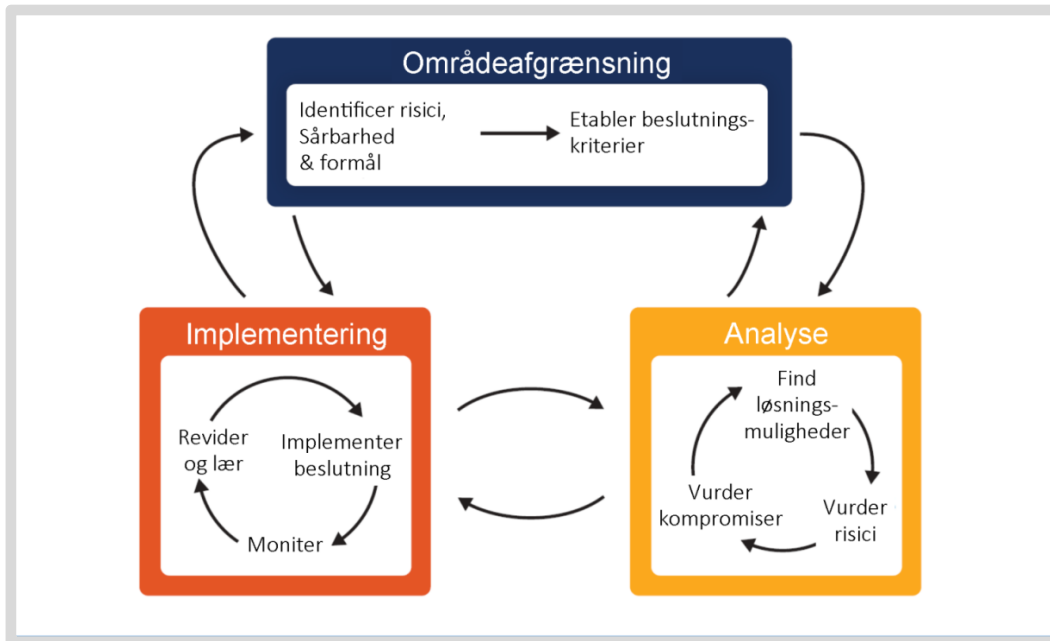 Områdeafgrænsning
Identificer risici,
Sårbarhed
& formål
Etabler beslutnings-
kriterier
Implementering
Revider
og lær
Implementer
beslutning
Moniter
Analyse
Find
løsnings-
muligheder
Vurder
risici
Vurder
kompromiser